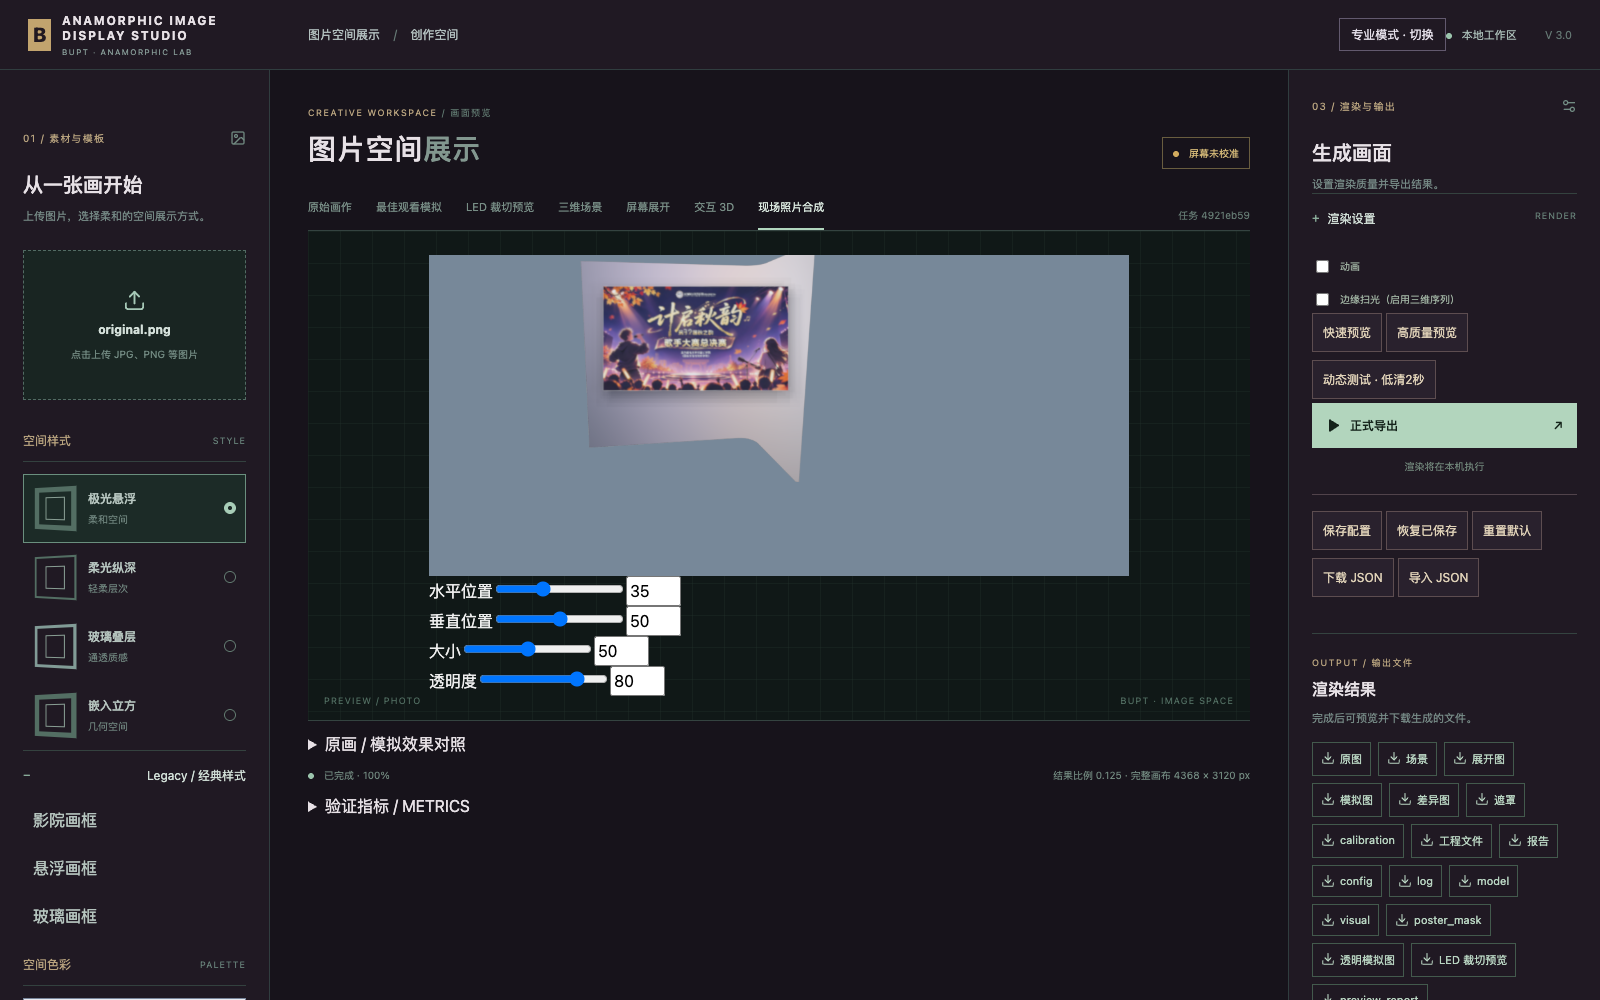 B
ANAMORPHIC IMAGE
DISPLAY STUDIO
BUPT · ANAMORPHIC LAB
图片空间展示 / 创作空间
专业模式 · 切换
本地工作区
V 3.0
01 / 素材与模板
从一张画开始
上传图片，选择柔和的空间展示方式。
original.png
点击上传 JPG、PNG 等图片
空间样式
STYLE
极光悬浮
柔和空间
柔光纵深
轻柔层次
玻璃叠层
通透质感
嵌入立方
几何空间
− Legacy / 经典样式
影院画框
悬浮画框
玻璃画框
空间色彩
PALETTE
CREATIVE WORKSPACE / 画面预览
图片空间展示
屏幕未校准
原始画作
最佳观看模拟
LED 裁切预览
三维场景
屏幕展开
交互 3D
现场照片合成
任务 4921eb59
计启秋韵
歌手大赛总决赛
水平位置 35
垂直位置 50
大小 50
透明度 80
PREVIEW / PHOTO
BUPT · IMAGE SPACE
原画 / 模拟效果对照
已完成 · 100%
结果比例 0.125 · 完整画布 4368 × 3120 px
验证指标 / METRICS
03 / 渲染与输出
生成画面
设置渲染质量并导出结果。
+ 渲染设置
RENDER
动画
边缘扫光（启用三维序列）
快速预览
高质量预览
动态测试 · 低清2秒
正式导出
渲染将在本机执行
保存配置
恢复已保存
重置默认
下载 JSON
导入 JSON
OUTPUT / 输出文件
渲染结果
完成后可预览并下载生成的文件。
原图
场景
展开图
模拟图
差异图
遮罩
calibration
工程文件
报告
config
log
model
visual
poster_mask
透明模拟图
LED 裁切预览
preview_report